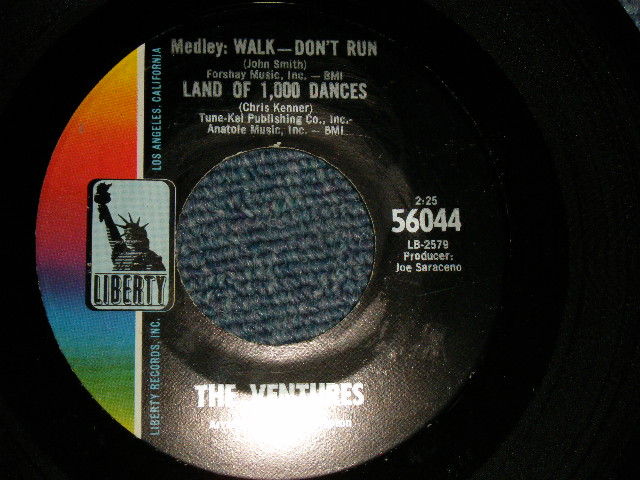 Medley: WALK—DON'T RUN
(John Smith)
Forshay Music, Inc. — BMI
LAND OF 1,000 DANCES
(Chris Kenner)
Tune-Kel Publishing Co., Inc.-
Anatole Music, Inc. — BMI
2:25
56044
LB-2579
Producer:
Joe Saraceno
LIBERTY
LIBERTY RECORDS, INC.
LOS ANGELES, CALIFORNIA
THE VENTURES